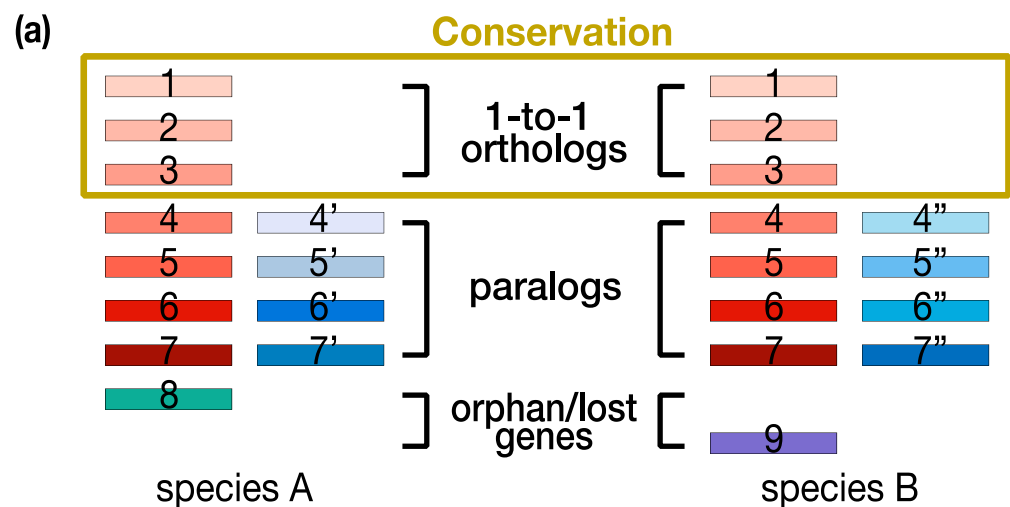 (a)
Conservation
1
1
2
1-to-1
orthologs
2
3
3
4 4’
4 4”
5 5’
paralogs
5 5”
6 6’
6 6”
7 7’
7 7”
8
orphan/lost
genes
9
species A
species B